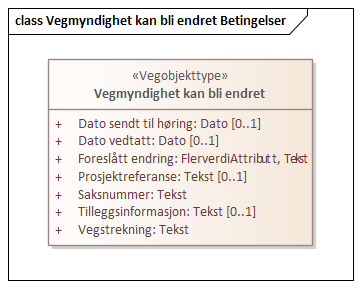 class Vegmyndighet kan bli endret Betingelser
«Vegobjekttype»
Vegmyndighet kan bli endret
+ Dato sendt til høring: Dato [0..1]
+ Dato vedtatt: Dato [0..1]
+ Foreslått endring: FlerverdiAttributt, Tekst
+ Prosjektreferanse: Tekst [0..1]
+ Saksnummer: Tekst
+ Tilleggsinformasjon: Tekst [0..1]
+ Vegstrekning: Tekst